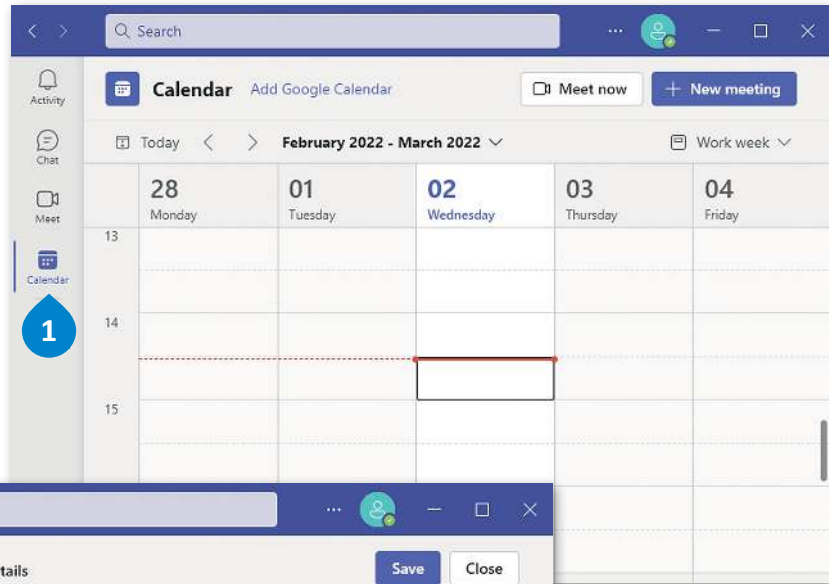 Search
Activity
Chat
Meet
Calendar
1
Calendar Add Google Calendar Meet now New meeting
Today February 2022 - March 2022 Work week
28 01 02 03 04
Monday Tuesday Wednesday Thursday Friday
13
14
15
tails Save Close